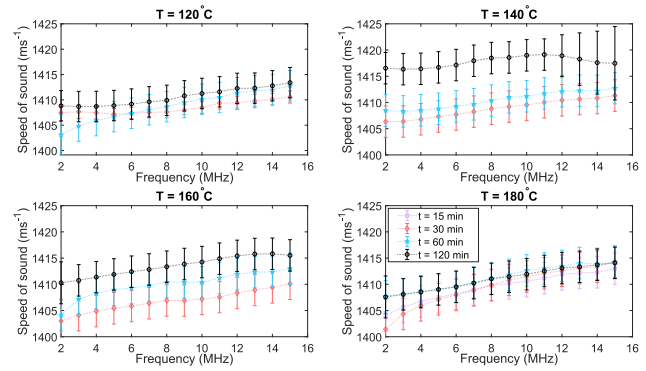 T = 120°C
1425
1420
1415
1410
1405
1400
2 4 6 8 10 12 14 16
Frequency (MHz)
Speed of sound (ms⁻¹)
T = 140°C
1425
1420
1415
1410
1405
1400
2 4 6 8 10 12 14 16
Frequency (MHz)
Speed of sound (ms⁻¹)
T = 160°C
1425
1420
1415
1410
1405
1400
2 4 6 8 10 12 14 16
Frequency (MHz)
Speed of sound (ms⁻¹)
T = 180°C
1425
1420
1415
1410
1405
1400
2 4 6 8 10 12 14 16
Frequency (MHz)
Speed of sound (ms⁻¹)
t = 15 min
t = 30 min
t = 60 min
t = 120 min